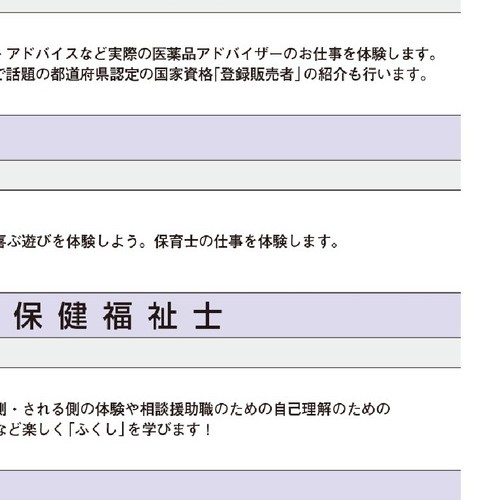 ・アドバイスなど実際の医薬品アドバイザーのお仕事を体験します。
で話題の都道府県認定の国家資格「登録販売者」の紹介も行います。
喜ぶ遊びを体験しよう。保育士の仕事を体験します。
保健福祉士
側・される側の体験や相談援助職のための自己理解のための
など楽しく「ふくし」を学びます！